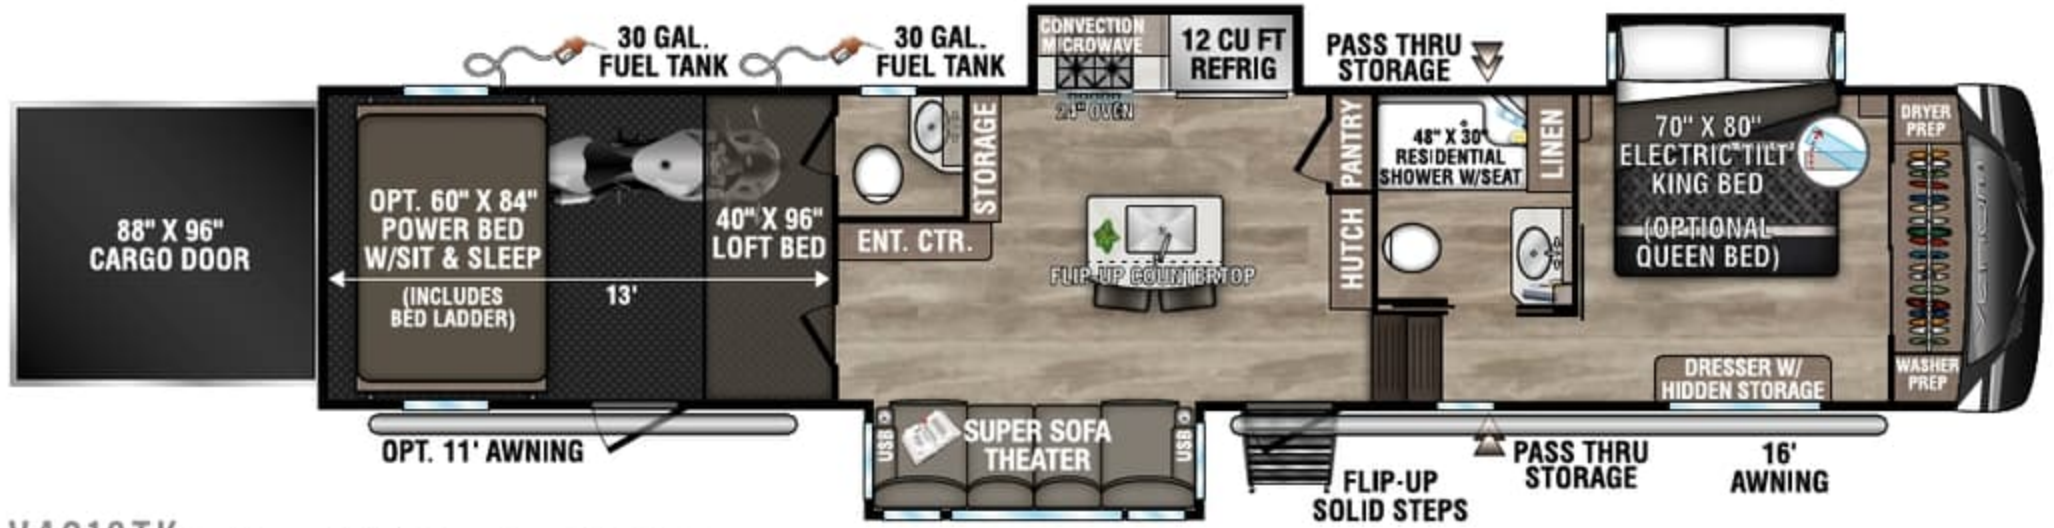 30 GAL.
FUEL TANK
30 GAL.
FUEL TANK
CONVECTION
MICROWAVE
12 CU FT
REFRIG
24" OVEN
PASS THRU
STORAGE
88" X 96"
CARGO DOOR
OPT. 60" X 84"
POWER BED
W/SIT & SLEEP
(INCLUDES
BED LADDER)
13'
40" X 96"
LOFT BED
STORAGE
ENT. CTR.
FLIP-UP COUNTERTOP
PANTRY
HUTCH
48" X 30"
RESIDENTIAL
SHOWER W/SEAT
LINEN
70" X 80"
ELECTRIC TILT
KING BED
(OPTIONAL
QUEEN BED)
DRYER
PREP
WASHER
PREP
DRESSER W/
HIDDEN STORAGE
OPT. 11' AWNING
USB
SUPER SOFA
THEATER
USB
FLIP-UP
SOLID STEPS
PASS THRU
STORAGE
16'
AWNING